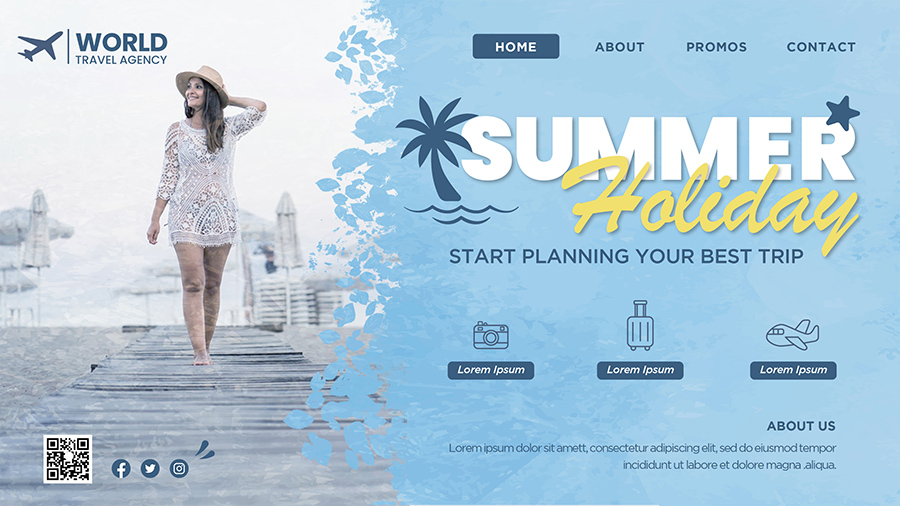 WORLD
TRAVEL AGENCY
HOME
ABOUT
PROMOS
CONTACT
SUMMER
Holiday
START PLANNING YOUR BEST TRIP
Lorem Ipsum
Lorem Ipsum
Lorem Ipsum
ABOUT US
Lorem ipsum dolor sit amett, consectetur adipiscing elit, sed do eiusmod tempor
incididunt ut labore et dolore magna .aliqua.